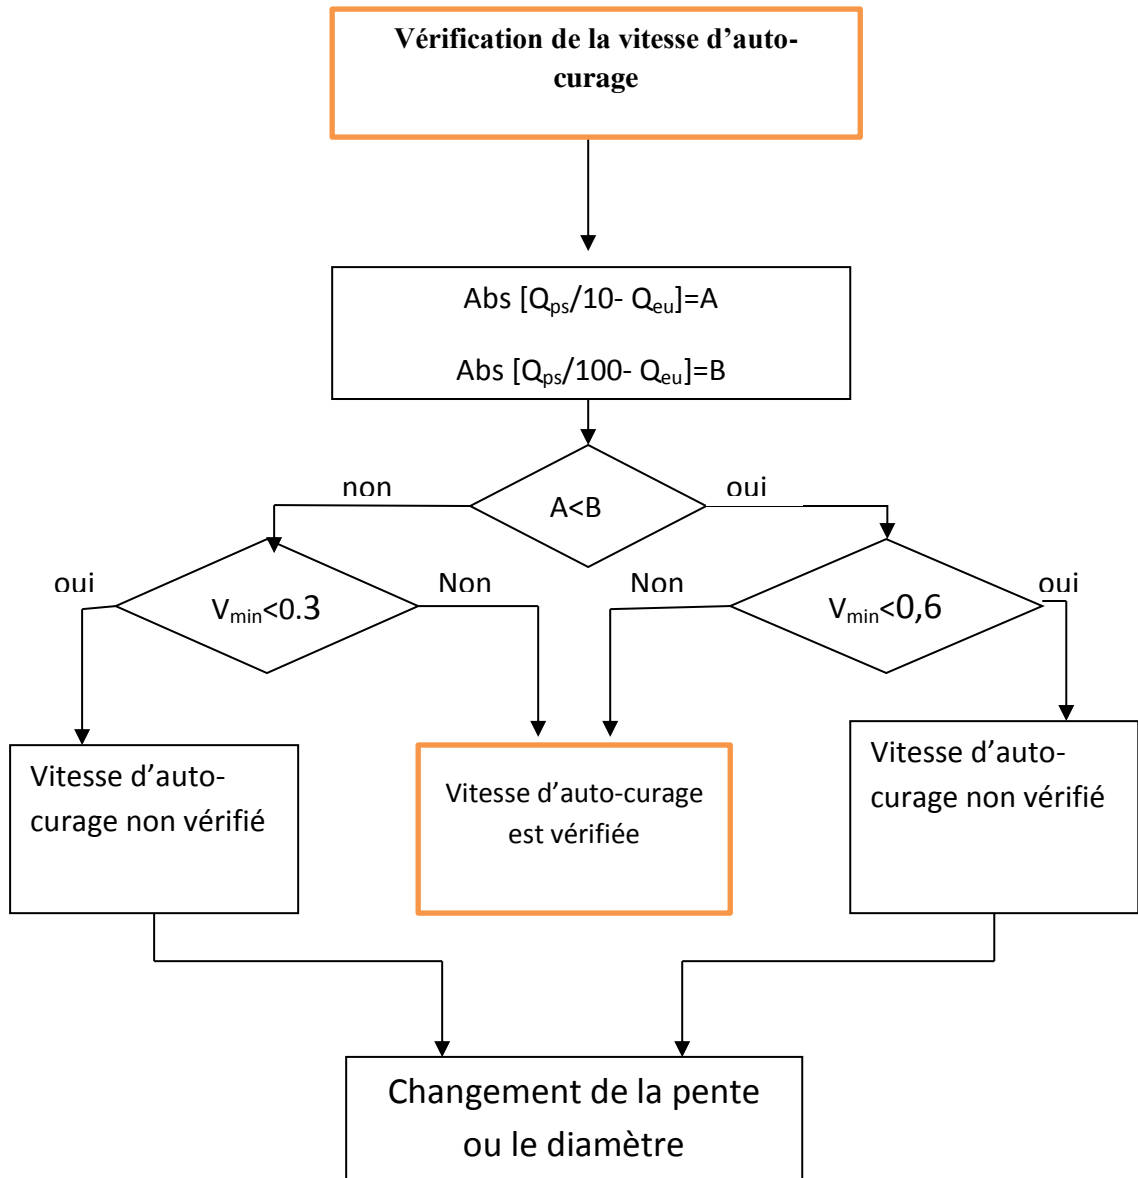 Vérification de la vitesse d’auto-
curage
Abs [Qps/10- Qeu]=A
Abs [Qps/100- Qeu]=B
non
oui
A<B
oui
Non
Non
oui
Vmin<0.3
Vmin<0,6
Vitesse d’auto-
curage non vérifié
Vitesse d’auto-curage
est vérifiée
Vitesse d’auto-
curage non vérifié
Changement de la pente
ou le diamètre